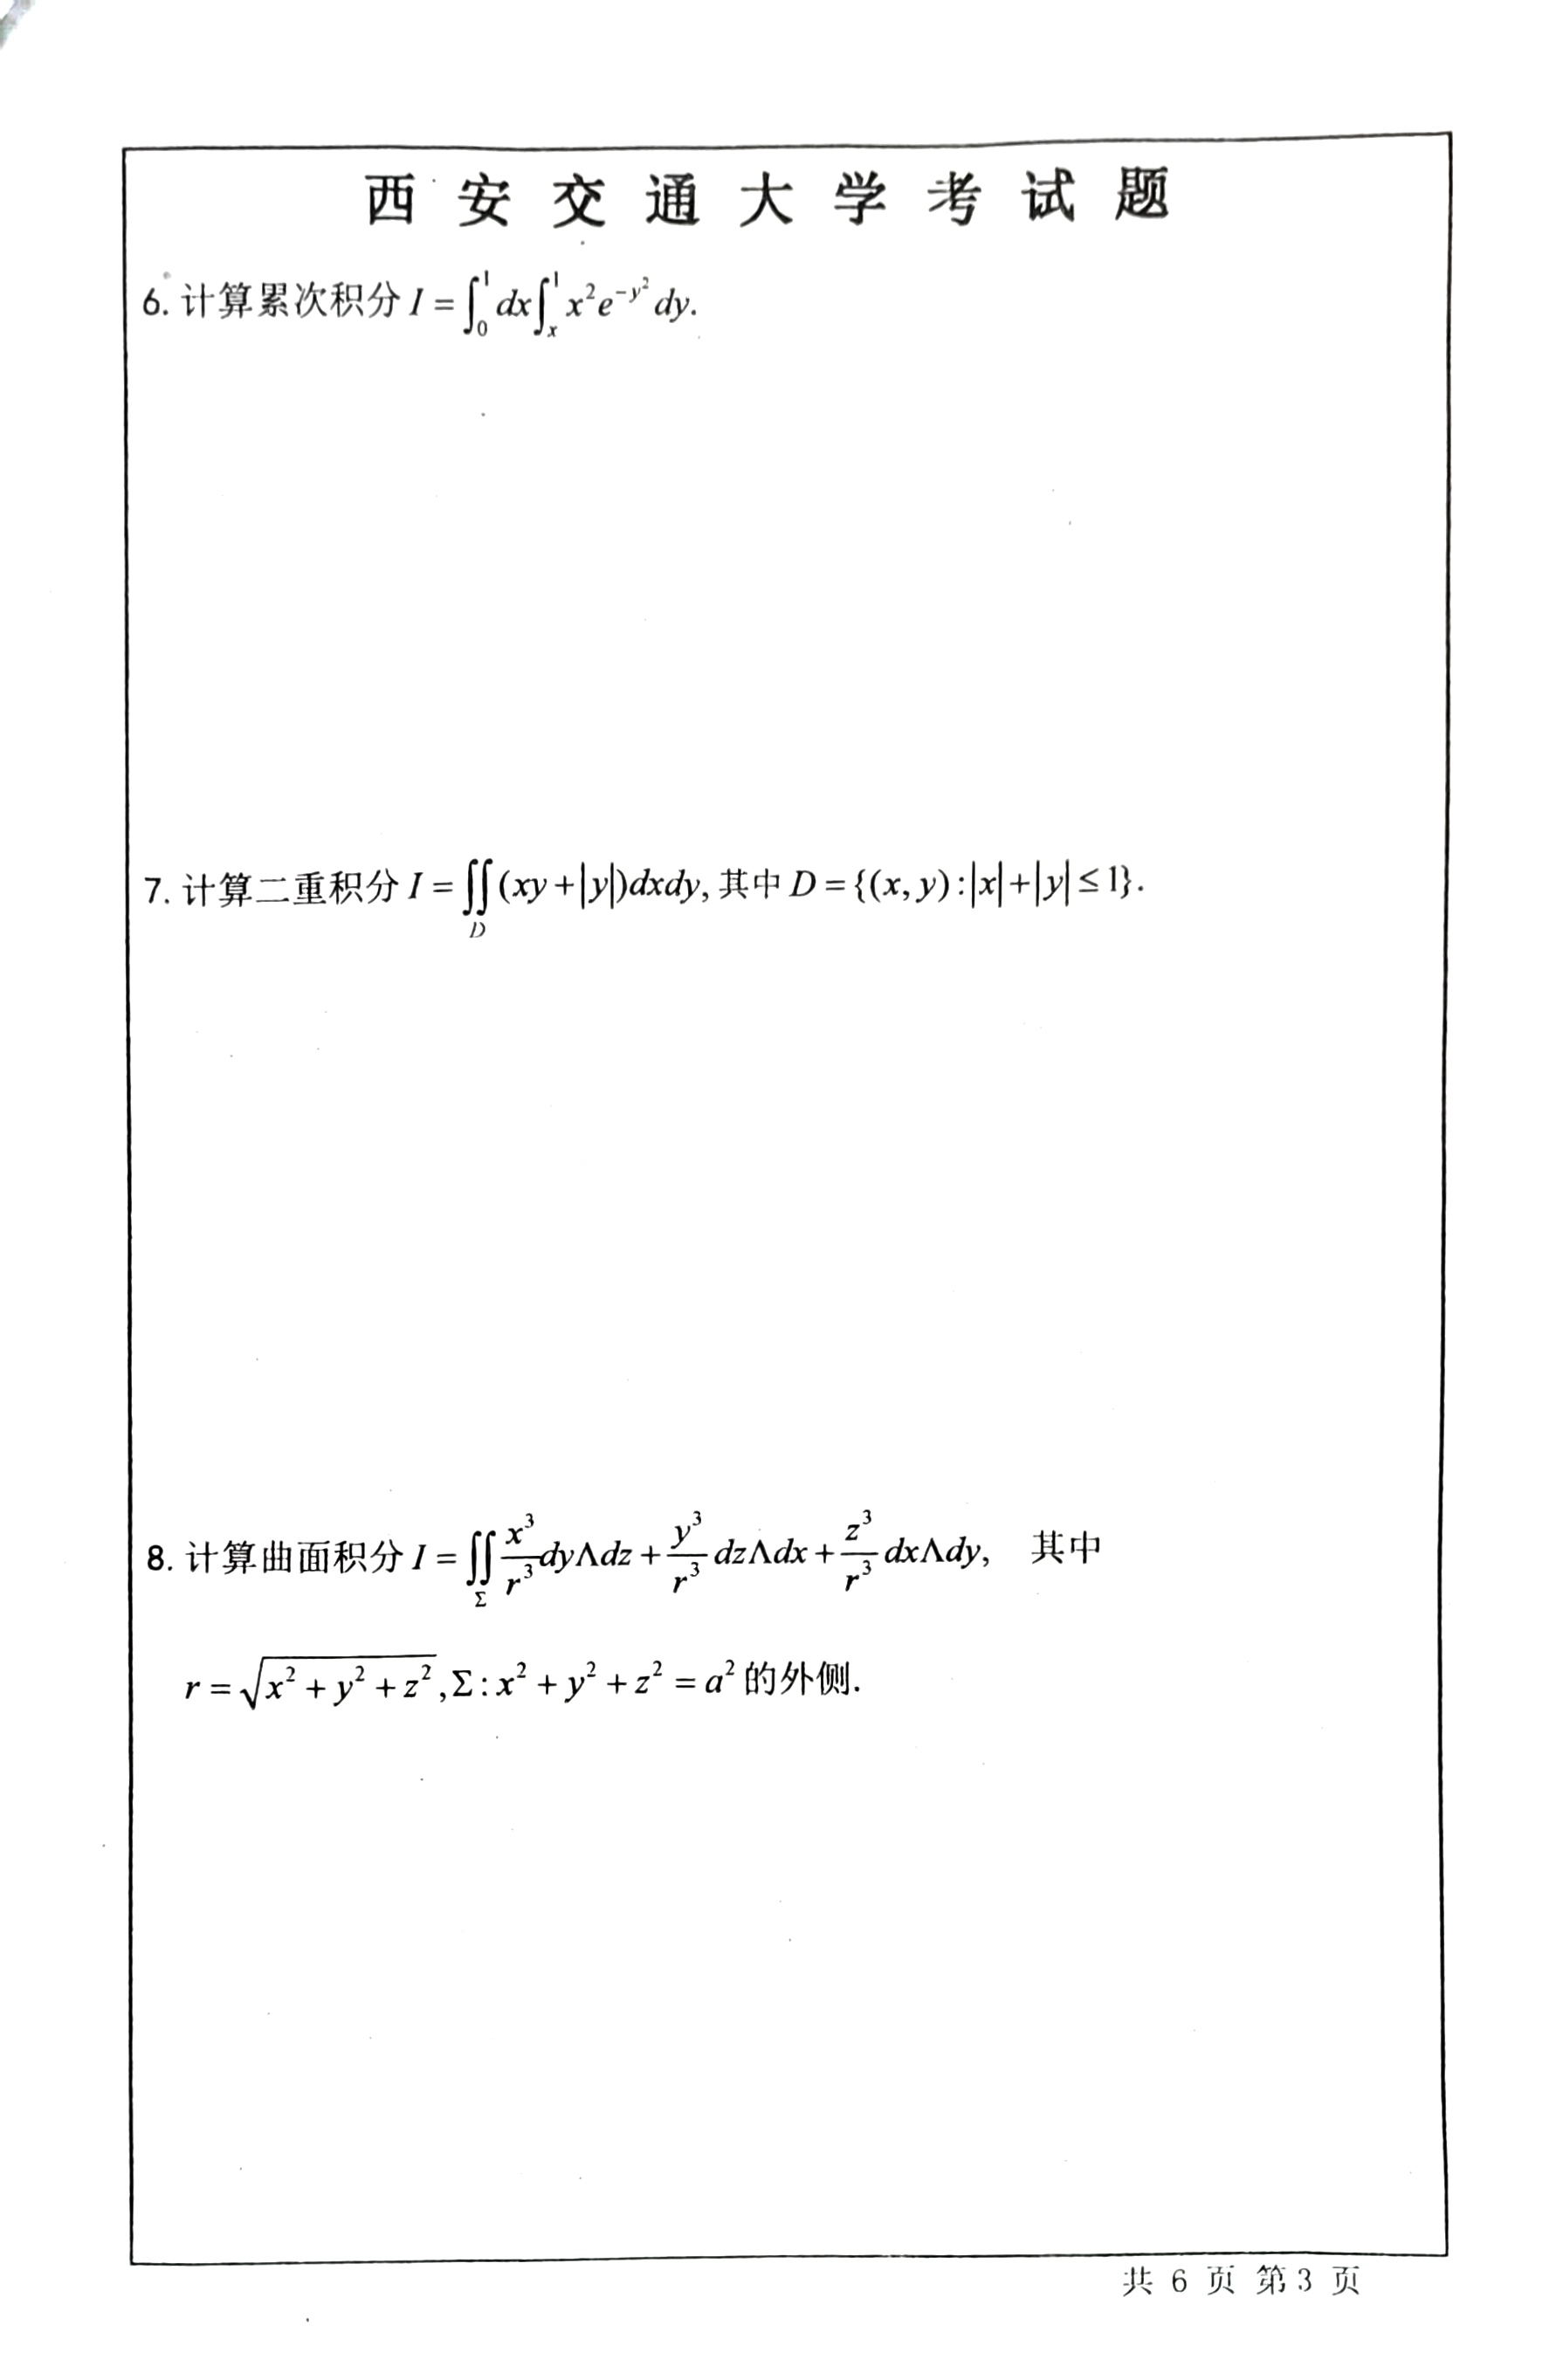 西安交通大学考试题
6. 计算累次积分 $I=\int_0^1 dx\int_x^1 x^2e^{-y^2}dy.$
7. 计算二重积分 $I=\iint\limits_D (xy+|y|)dxdy,$ 其中 $D=\{(x,y):|x|+|y|\le 1\}.$
8. 计算曲面积分 $I=\iint\limits_\Sigma \frac{x^3}{r^3}dy\Lambda dz+\frac{y^3}{r^3}dz\Lambda dx+\frac{z^3}{r^3}dx\Lambda dy,$ 其中
$r=\sqrt{x^2+y^2+z^2},\Sigma:x^2+y^2+z^2=a^2$ 的外侧.
共 6 页 第 3 页